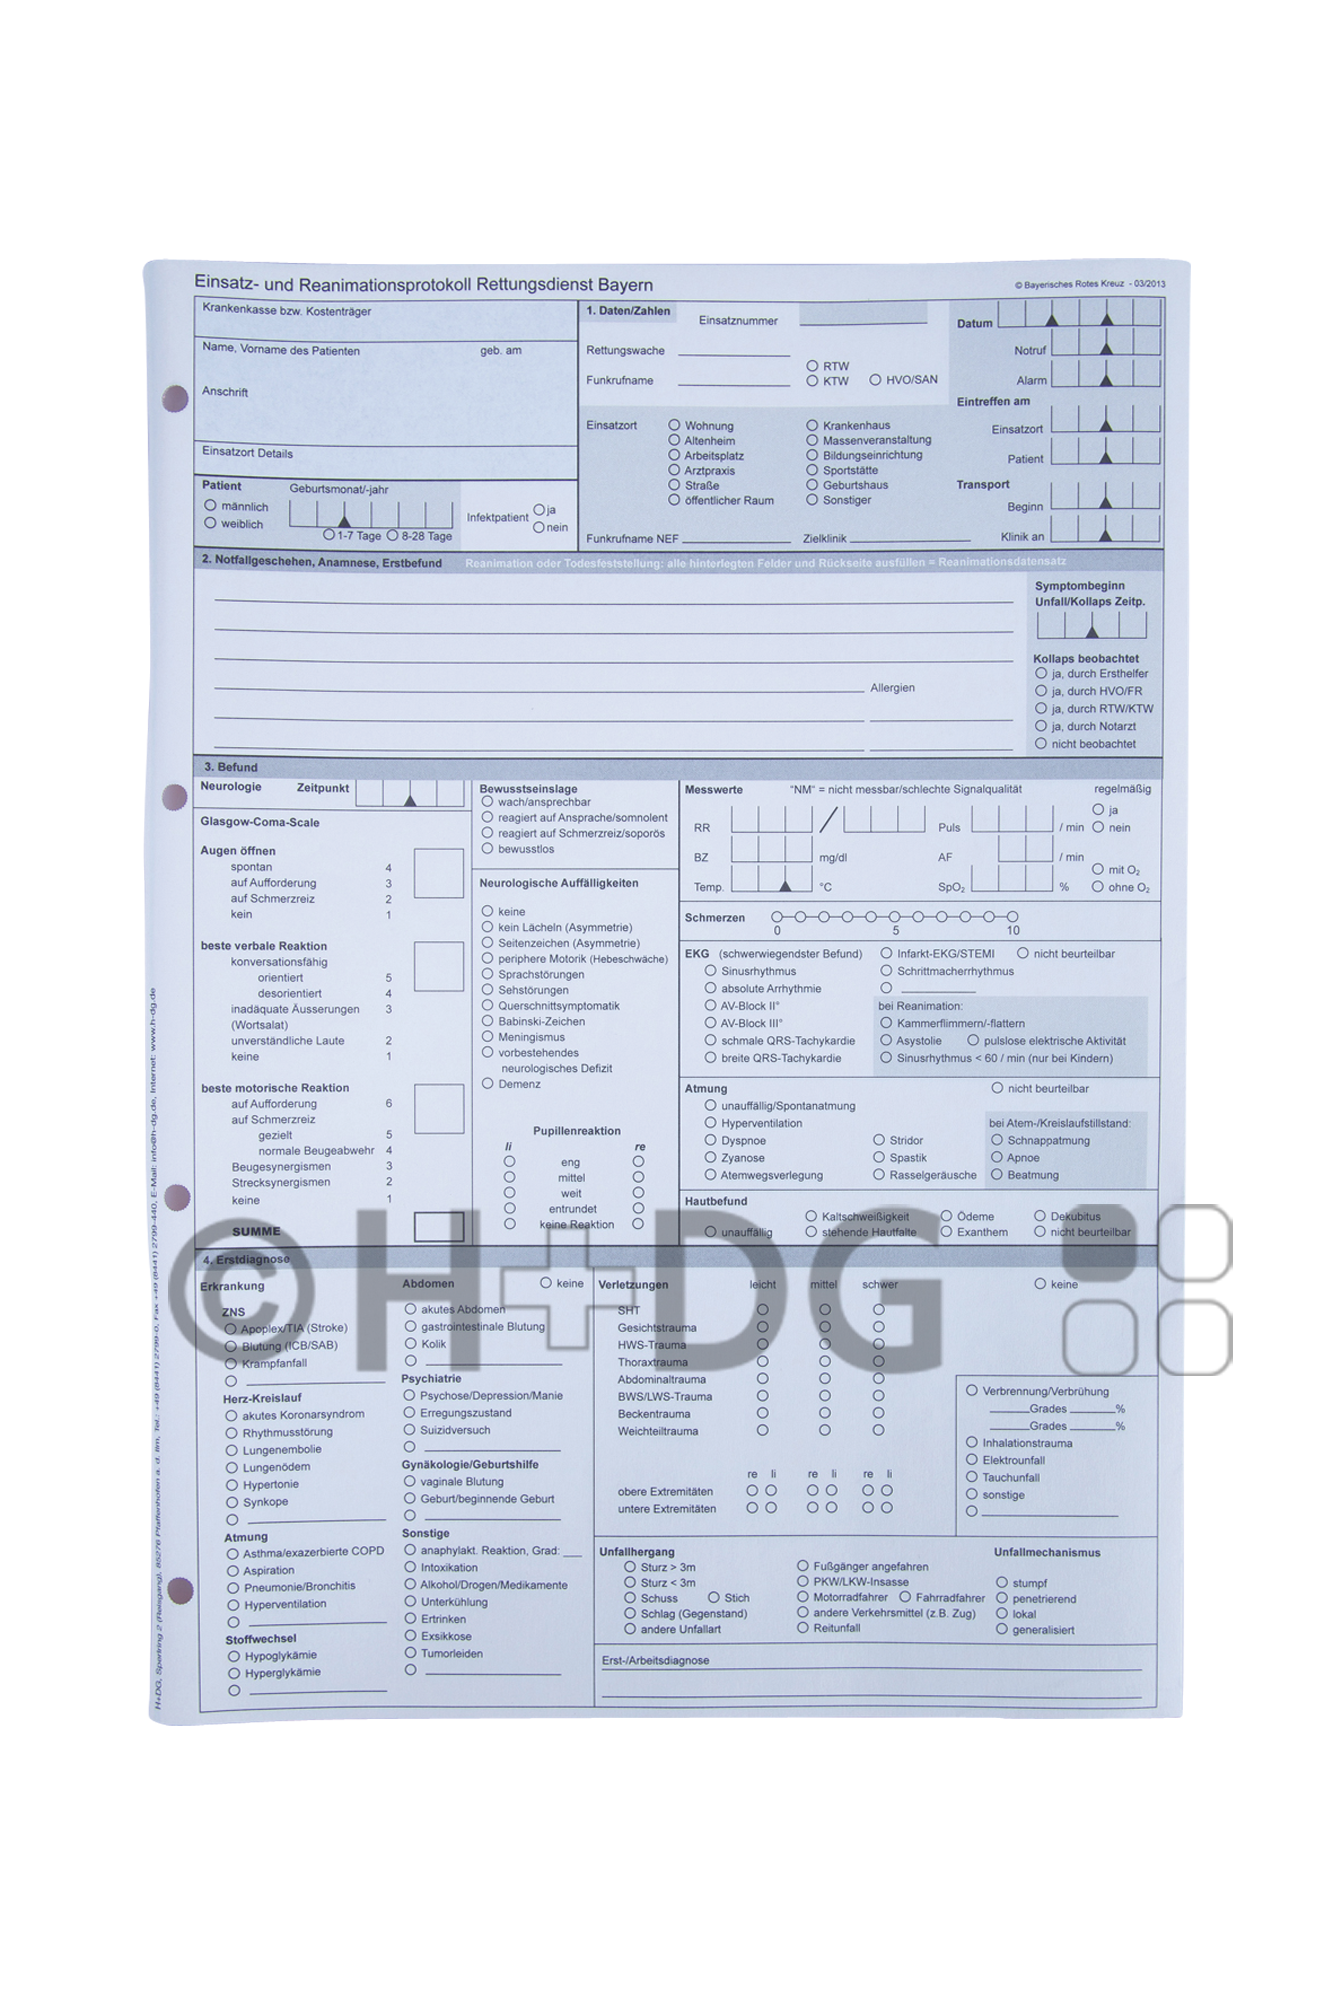 Einsatz- und Reanimationsprotokoll Rettungsdienst Bayern
© Bayerisches Rotes Kreuz - 03/2013
Krankenkasse bzw. Kostenträger
Name, Vorname des Patienten geb. am
Anschrift
Einsatzort Details
Patient Geburtsmonat/-jahr
männlich
weiblich
1-7 Tage 8-28 Tage
Infektpatient ja
nein
1. Daten/Zahlen
Einsatznummer
Rettungswache
Funkrufname
RTW
KTW HVO/SAN
Einsatzort
Wohnung Krankenhaus
Altenheim Massenveranstaltung
Arbeitsplatz Bildungseinrichtung
Arztpraxis Sportstätte
Straße Geburtshaus
öffentlicher Raum Sonstiger
Funkrufname NEF Zielklinik
Datum
Notruf
Alarm
Eintreffen am
Einsatzort
Patient
Transport
Beginn
Klinik an
2. Notfallgeschehen, Anamnese, Erstbefund Reanimation oder Todesfeststellung: alle hinterlegten Felder und Rückseite ausfüllen = Reanimationsdatensatz
Allergien
Symptombeginn
Unfall/Kollaps Zeitp.
Kollaps beobachtet
ja, durch Ersthelfer
ja, durch HVO/FR
ja, durch RTW/KTW
ja, durch Notarzt
nicht beobachtet
3. Befund
Neurologie Zeitpunkt
Glasgow-Coma-Scale
Augen öffnen
spontan 4
auf Aufforderung 3
auf Schmerzreiz 2
kein 1
beste verbale Reaktion
konversationsfähig
orientiert 5
desorientiert 4
inadäquate Äusserungen 3
(Wortsalat)
unverständliche Laute 2
keine 1
beste motorische Reaktion
auf Aufforderung 6
auf Schmerzreiz
gezielt 5
normale Beugeabwehr 4
Beugesynergismen 3
Strecksynergismen 2
keine 1
SUMME
Bewusstseinslage
wach/ansprechbar
reagiert auf Ansprache/somnolent
reagiert auf Schmerzreiz/soporös
bewusstlos
Neurologische Auffälligkeiten
keine
kein Lächeln (Asymmetrie)
Seitenzeichen (Asymmetrie)
periphere Motorik (Hebeschwäche)
Sprachstörungen
Sehstörungen
Querschnittsymptomatik
Babinski-Zeichen
Meningismus
vorbestehendes
neurologisches Defizit
Demenz
Pupillenreaktion
li re
eng
mittel
weit
entrundet
keine Reaktion
Messwerte "NM" = nicht messbar/schlechte Signalqualität regelmäßig
RR / Puls / min ja
nein
BZ mg/dl AF / min
Temp. °C SpO₂ % mit O₂
ohne O₂
Schmerzen
0 5 10
EKG (schwerwiegendster Befund) Infarkt-EKG/STEMI nicht beurteilbar
Sinusrhythmus Schrittmacherrhythmus
absolute Arrhythmie
AV-Block II° bei Reanimation:
AV-Block III° Kammerflimmern/-flattern
schmale QRS-Tachykardie Asystolie pulslose elektrische Aktivität
breite QRS-Tachykardie Sinusrhythmus < 60 / min (nur bei Kindern)
Atmung nicht beurteilbar
unauffällig/Spontanatmung
Hyperventilation bei Atem-/Kreislaufstillstand:
Dyspnoe Stridor Schnappatmung
Zyanose Spastik Apnoe
Atemwegsverlegung Rasselgeräusche Beatmung
Hautbefund
Kaltschweißigkeit Ödeme Dekubitus
unauffällig stehende Hautfalte Exanthem nicht beurteilbar
4. Erstdiagnose
Erkrankung
ZNS
Apoplex/TIA (Stroke)
Blutung (ICB/SAB)
Krampfanfall
Herz-Kreislauf
akutes Koronarsyndrom
Rhythmusstörung
Lungenembolie
Lungenödem
Hypertonie
Synkope
Atmung
Asthma/exazerbierte COPD
Aspiration
Pneumonie/Bronchitis
Hyperventilation
Stoffwechsel
Hypoglykämie
Hyperglykämie
Abdomen keine
akutes Abdomen
gastrointestinale Blutung
Kolik
Psychiatrie
Psychose/Depression/Manie
Erregungszustand
Suizidversuch
Gynäkologie/Geburtshilfe
vaginale Blutung
Geburt/beginnende Geburt
Sonstige
anaphylakt. Reaktion, Grad:
Intoxikation
Alkohol/Drogen/Medikamente
Unterkühlung
Ertrinken
Exsikkose
Tumorleiden
Verletzungen leicht mittel schwer keine
SHT
Gesichtstrauma
HWS-Trauma
Thoraxtrauma
Abdominaltrauma
BWS/LWS-Trauma
Beckentrauma
Weichteiltrauma
re li re li re li
obere Extremitäten
untere Extremitäten
Verbrennung/Verbrühung
Grades %
Grades %
Inhalationstrauma
Elektrounfall
Tauchunfall
sonstige
Unfallhergang Unfallmechanismus
Sturz > 3m Fußgänger angefahren
Sturz < 3m PKW/LKW-Insasse stumpf
Schuss Stich Motorradfahrer Fahrradfahrer penetrierend
Schlag (Gegenstand) andere Verkehrsmittel (z.B. Zug) lokal
andere Unfallart Reitunfall generalisiert
Erst-/Arbeitsdiagnose
H+DG, Sperlring 2 (Reisgang), 85276 Pfaffenhofen a. d. Ilm, Tel.: +49 (8441) 2799-0, Fax +49 (8441) 2799-440, E-Mail: info@h-dg.de, Internet: www.h-dg.de
© H+DG